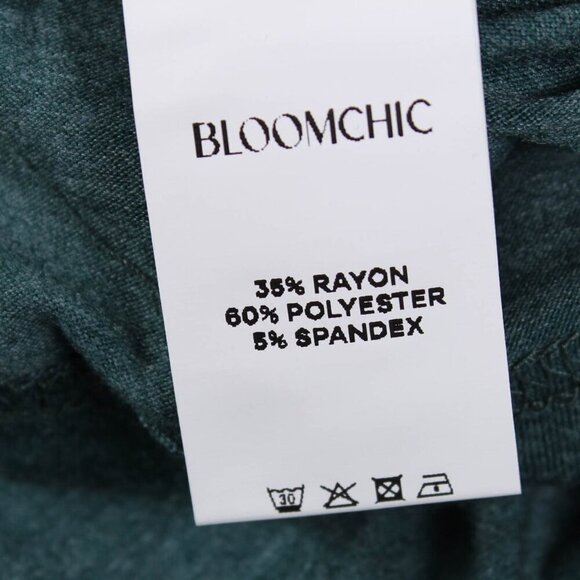 BLOOMCHIC
35% RAYON
60% POLYESTER
5% SPANDEX
30